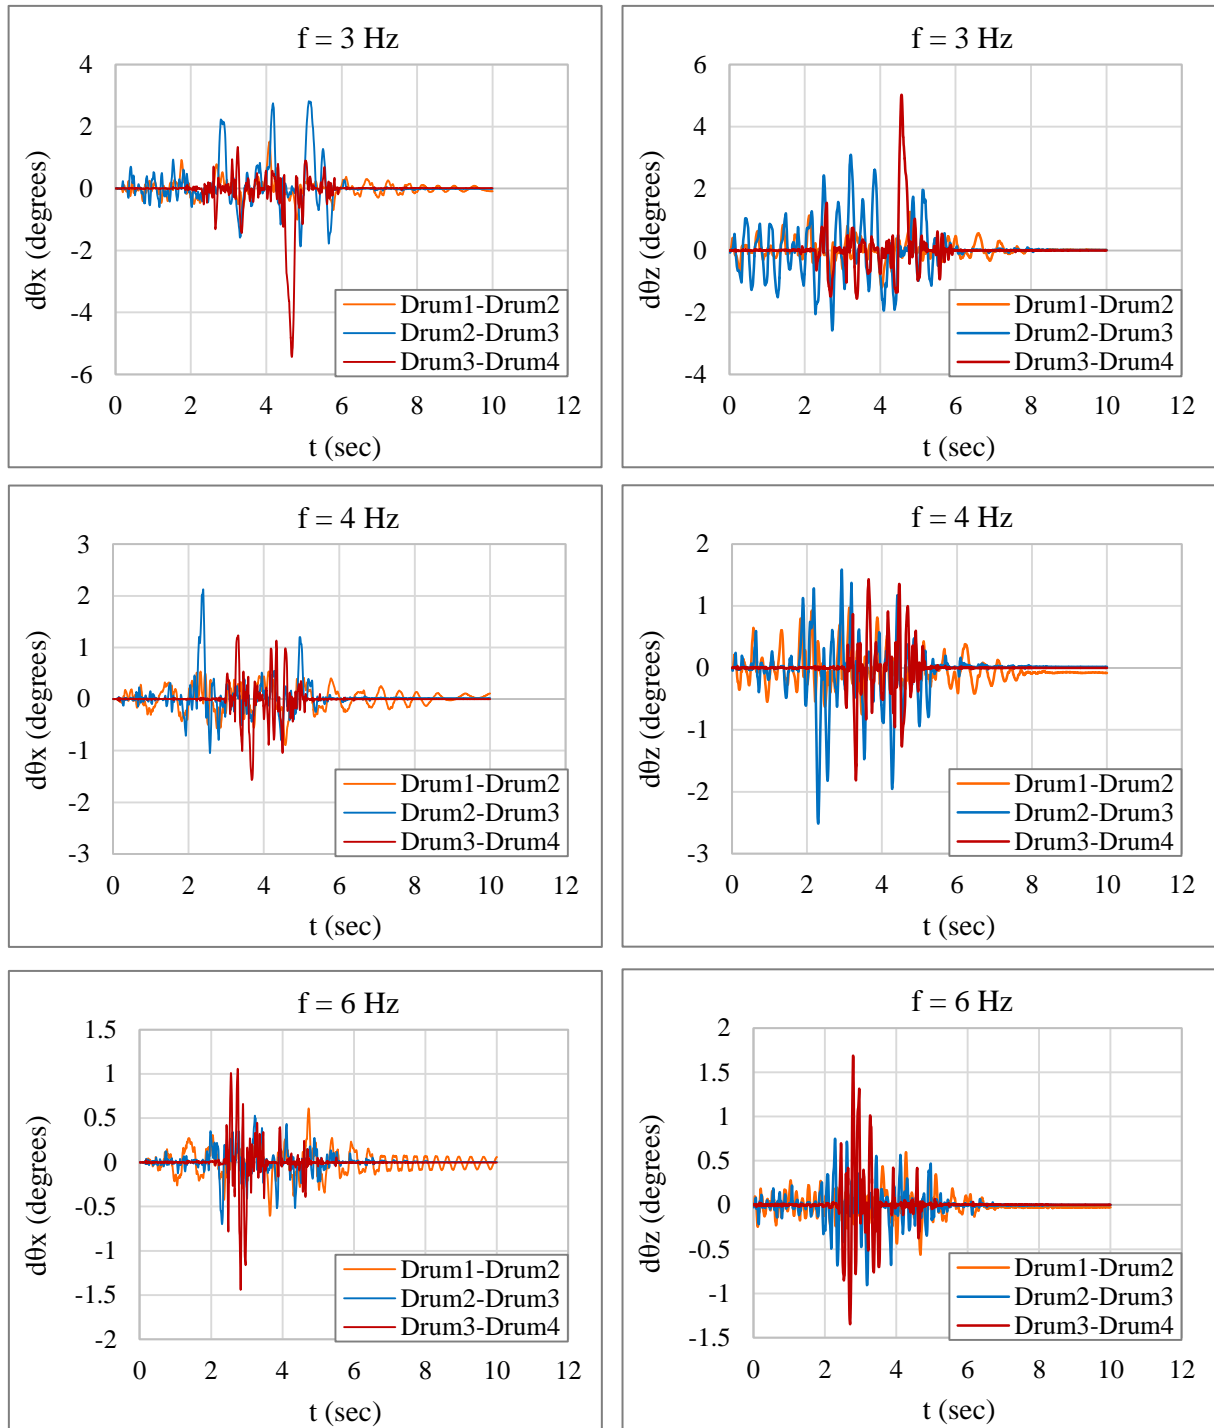 f = 3 Hz
4
2
0
-2
-4
-6
dθx (degrees)
Drum1-Drum2
Drum2-Drum3
Drum3-Drum4
0 2 4 6 8 10 12
t (sec)
f = 3 Hz
6
4
2
0
-2
-4
dθz (degrees)
Drum1-Drum2
Drum2-Drum3
Drum3-Drum4
0 2 4 6 8 10 12
t (sec)
f = 4 Hz
3
2
1
0
-1
-2
-3
dθx (degrees)
Drum1-Drum2
Drum2-Drum3
Drum3-Drum4
0 2 4 6 8 10 12
t (sec)
f = 4 Hz
2
1
0
-1
-2
-3
dθz (degrees)
Drum1-Drum2
Drum2-Drum3
Drum3-Drum4
0 2 4 6 8 10 12
t (sec)
f = 6 Hz
1.5
1
0.5
0
-0.5
-1
-1.5
-2
dθx (degrees)
Drum1-Drum2
Drum2-Drum3
Drum3-Drum4
0 2 4 6 8 10 12
t (sec)
f = 6 Hz
2
1.5
1
0.5
0
-0.5
-1
-1.5
dθz (degrees)
Drum1-Drum2
Drum2-Drum3
Drum3-Drum4
0 2 4 6 8 10 12
t (sec)